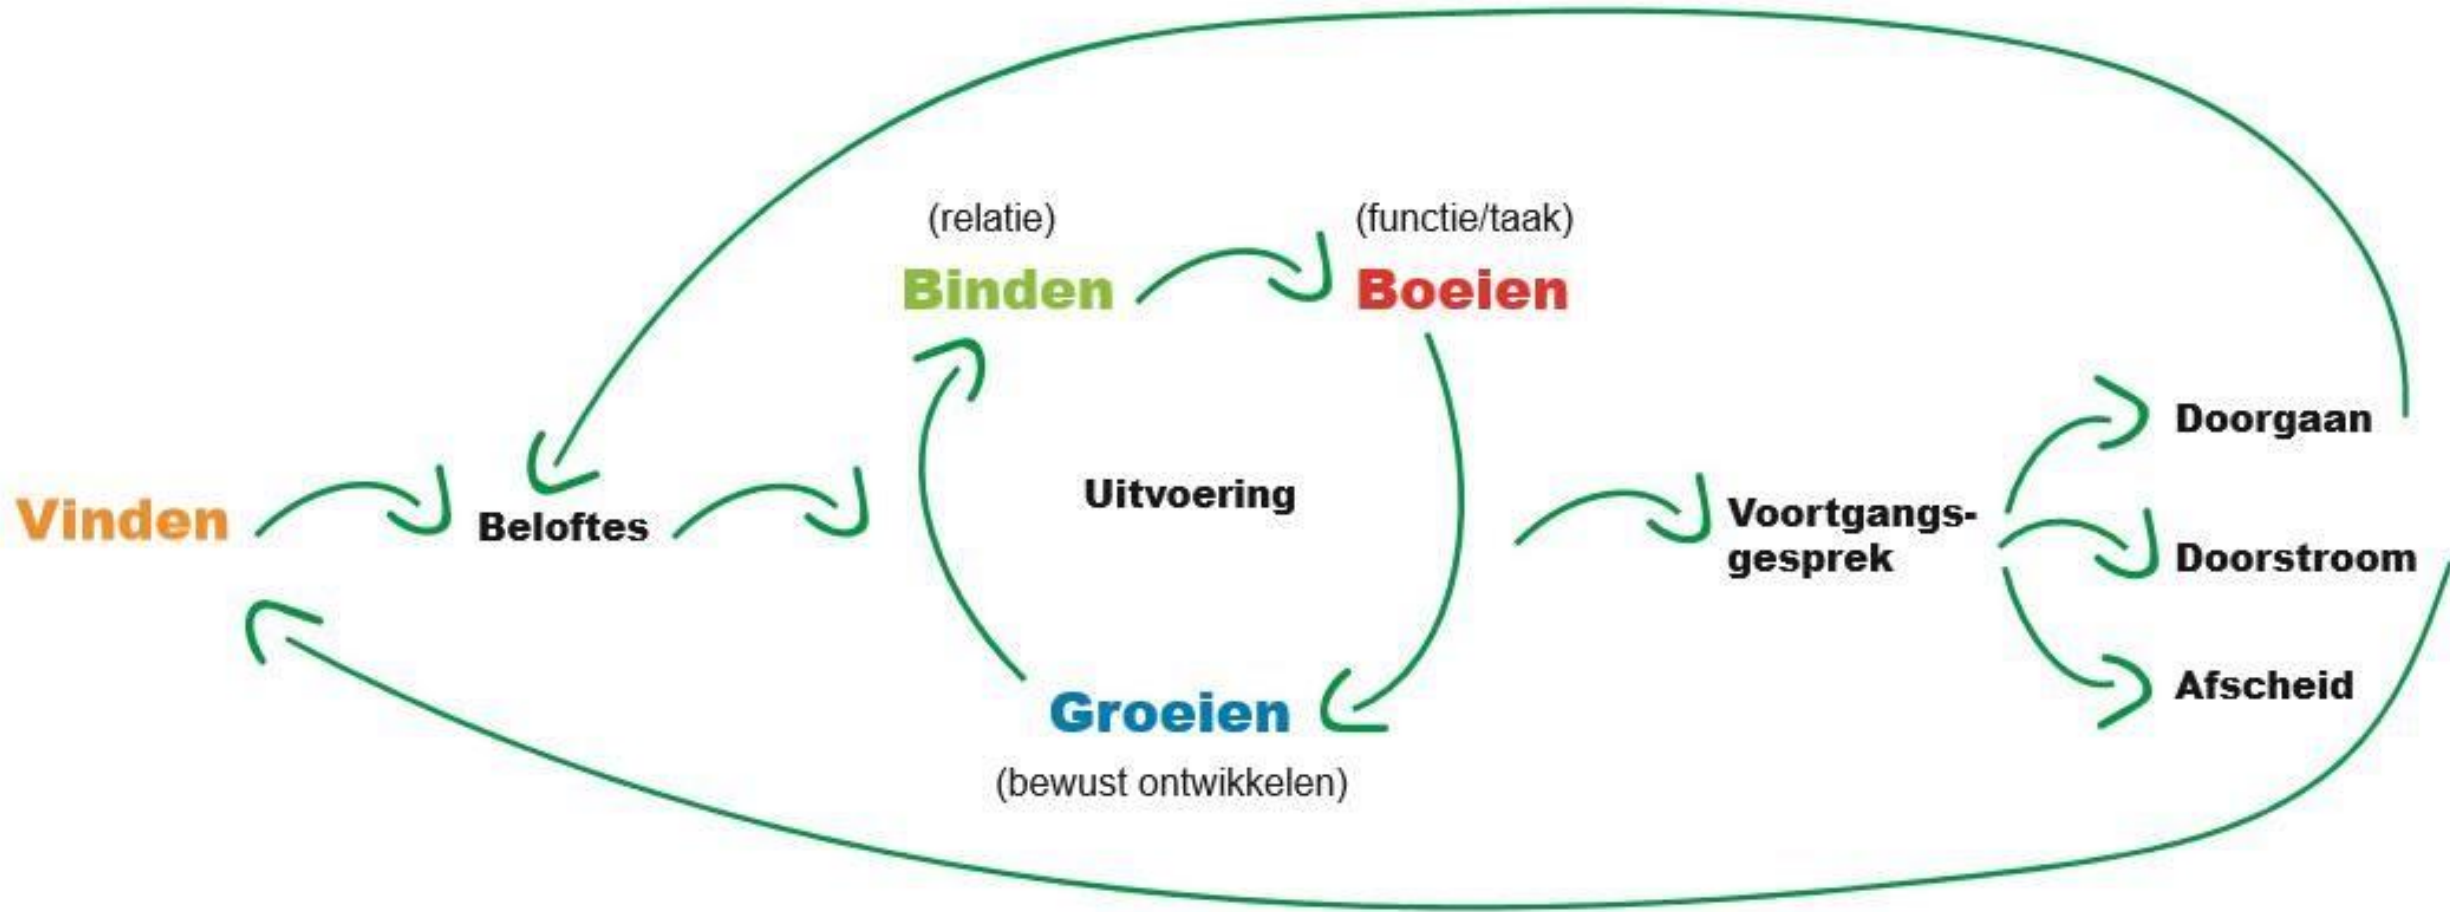 (relatie)
(functie/taak)
Binden
Boeien
Vinden
Beloftes
Uitvoering
Groeien
(bewust ontwikkelen)
Voortgangs-
gesprek
Doorgaan
Doorstroom
Afscheid